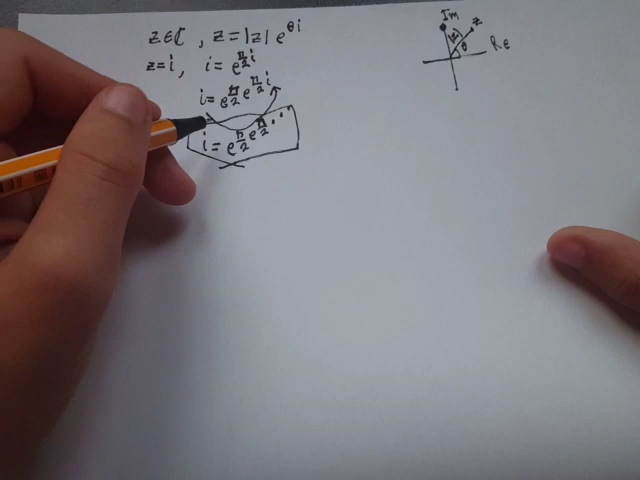 z∈ℂ, z=|z|e^θi
z=i, i=e^π/2 i
i=e^π/2 e^π/2 i
i=e^π/2 e^π/2 ...
Im
z
θ
Re